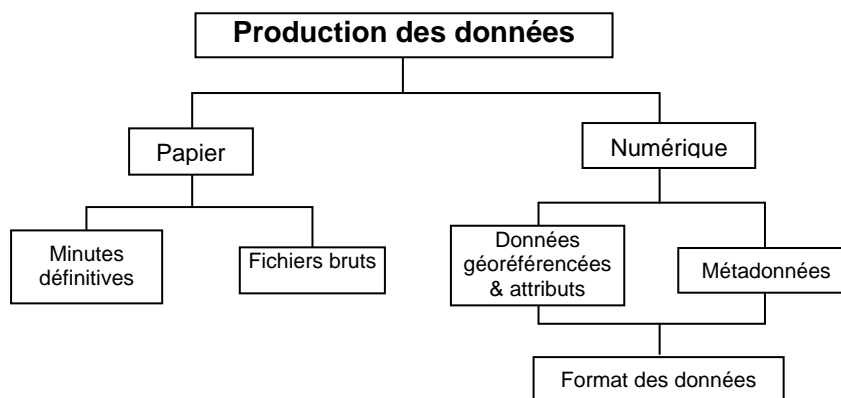 Production des données
Papier
Numérique
Minutes
définitives
Fichiers bruts
Données
géoréférencées
& attributs
Métadonnées
Format des données